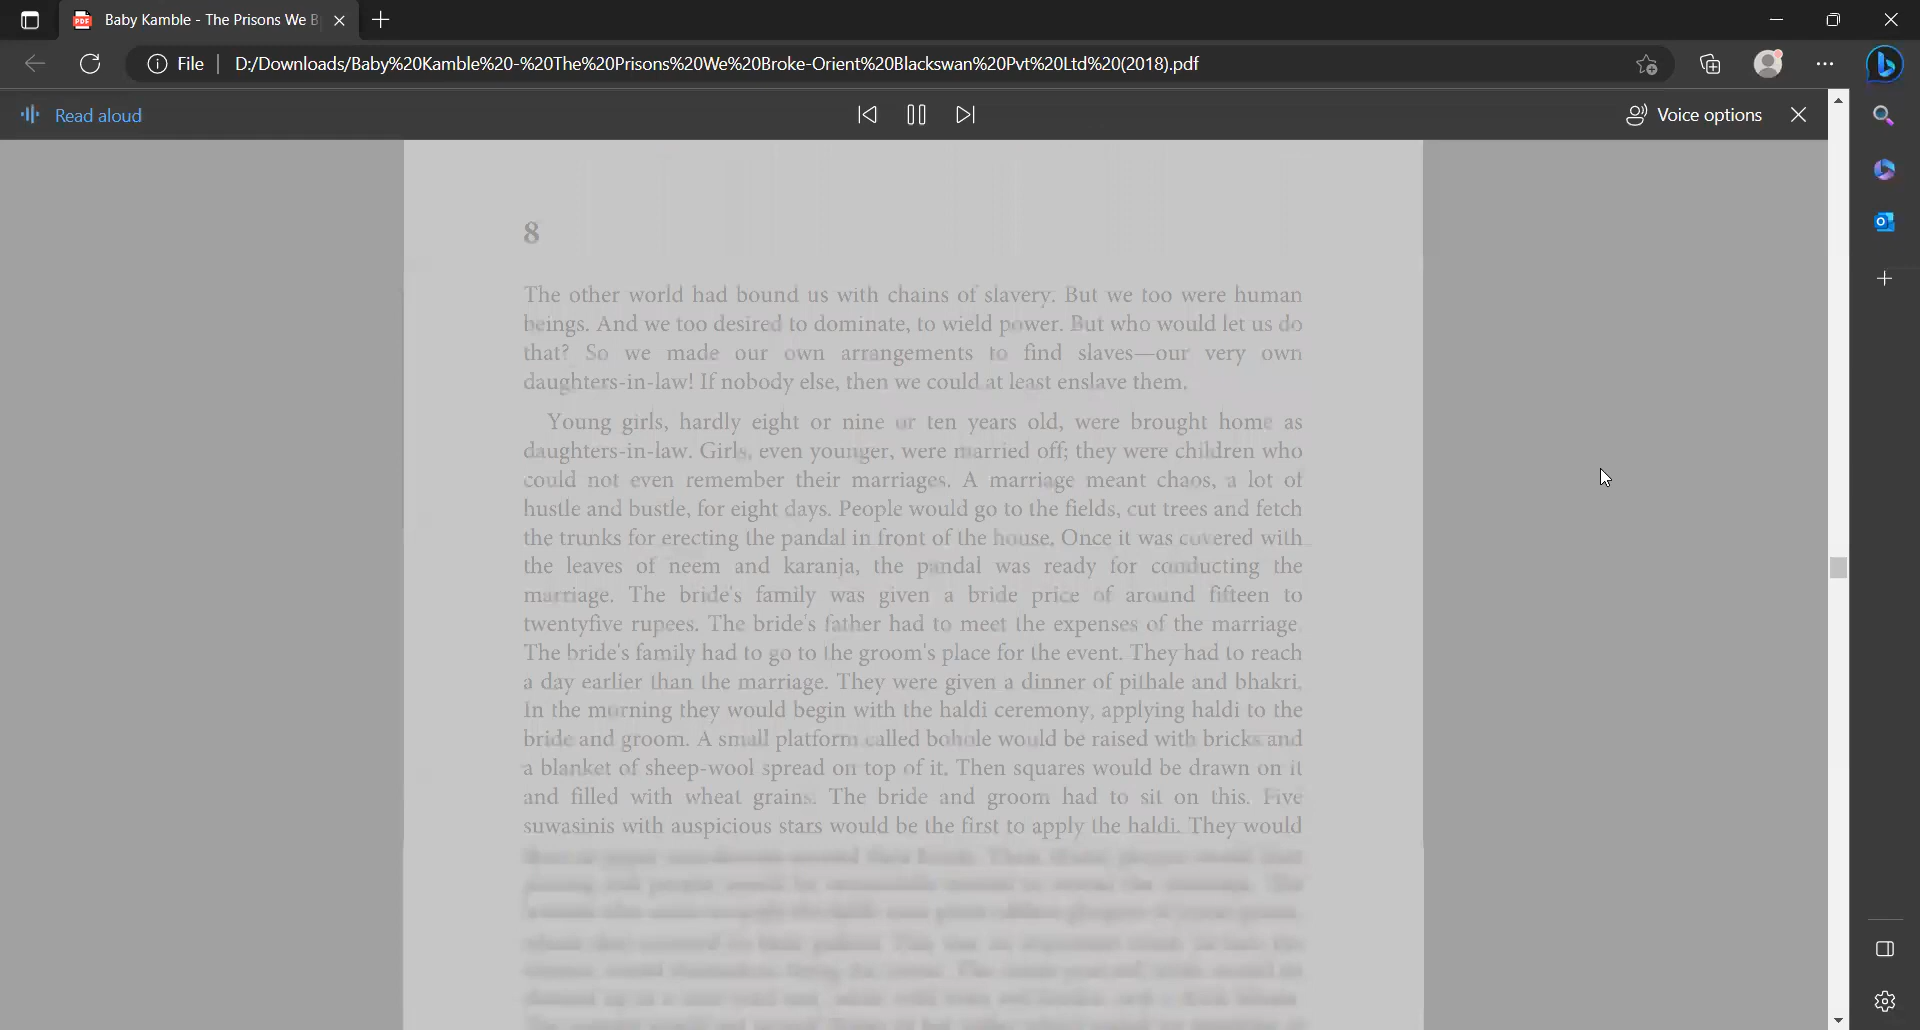 Baby Kamble - The Prisons We B
File
D:/Downloads/Baby%20Kamble%20-%20The%20Prisons%20We%20Broke-Orient%20Blackswan%20Pvt%20Ltd%20(2018).pdf
Read aloud
Voice options
8
The other world had bound us with chains of slavery. But we too were human
beings. And we too desired to dominate, to wield power. But who would let us do
that? So we made our own arrangements to find slaves—our very own
daughters-in-law! If nobody else, then we could at least enslave them.
Young girls, hardly eight or nine or ten years old, were brought home as
daughters-in-law. Girls, even younger, were married off; they were children who
could not even remember their marriages. A marriage meant chaos, a lot of
hustle and bustle, for eight days. People would go to the fields, cut trees and fetch
the trunks for erecting the pandal in front of the house. Once it was covered with
the leaves of neem and karanja, the pandal was ready for conducting the
marriage. The bride's family was given a bride price of around fifteen to
twentyfive rupees. The bride's father had to meet the expenses of the marriage.
The bride's family had to go to the groom's place for the event. They had to reach
a day earlier than the marriage. They were given a dinner of pithale and bhakri.
In the morning they would begin with the haldi ceremony, applying haldi to the
bride and groom. A small platform called bohole would be raised with bricks and
a blanket of sheep-wool spread on top of it. Then squares would be drawn on it
and filled with wheat grains. The bride and groom had to sit on this. Five
suwasinis with auspicious stars would be the first to apply the haldi. They would